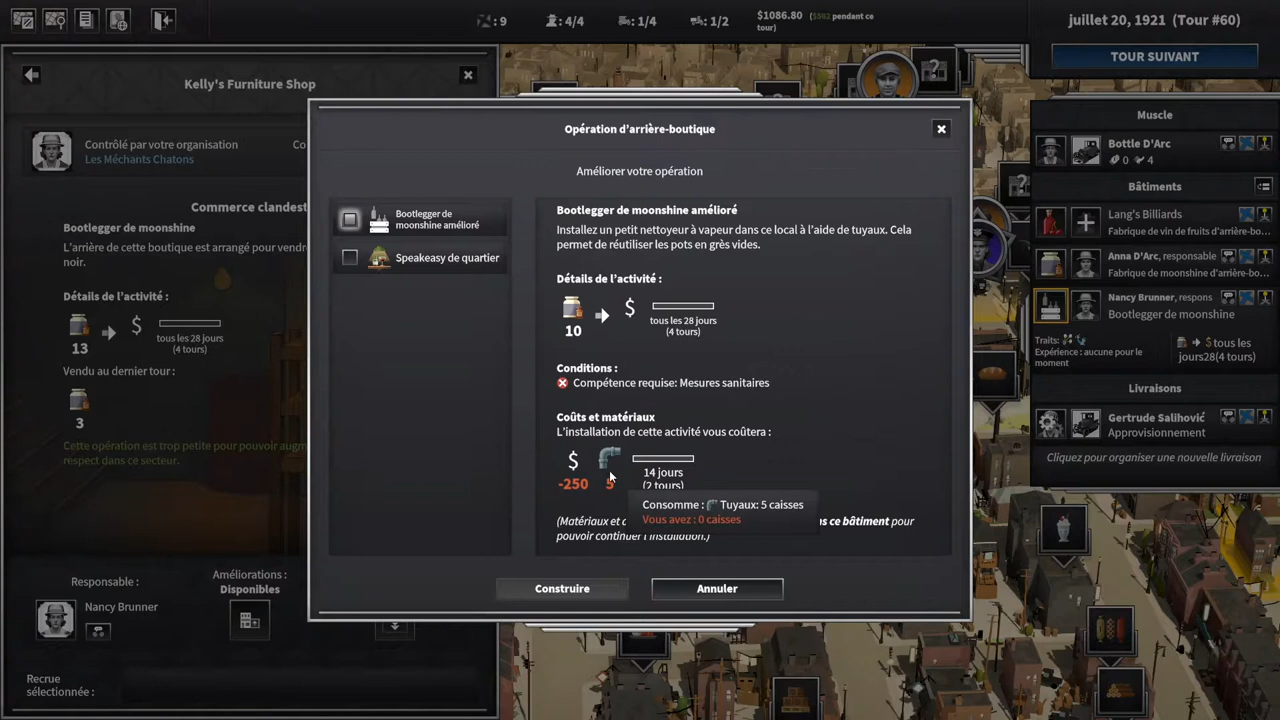 : 9
: 4/4
: 1/4
: 1/2
$1086.80 ($582 pendant ce
tour)
juillet 20, 1921 (Tour #60)
TOUR SUIVANT
Kelly's Furniture Shop
Contrôlé par votre organisation
Les Méchants Chatons
Co
Commerce clandest
Bootlegger de moonshine
L'arrière de cette boutique est arrangé pour vendr
noir.
Détails de l'activité :
$
13
tous les 28 jours
(4 tours)
Vendu au dernier tour :
3
Cette opération est trop petite pour pouvoir augm
respect dans ce secteur.
Responsable :
Nancy Brunner
Améliorations :
Disponibles
Recrue
sélectionnée :
Opération d'arrière-boutique
Améliorer votre opération
Bootlegger de
moonshine amélioré
Speakeasy de quartier
Bootlegger de moonshine amélioré
Installez un petit nettoyeur à vapeur dans ce local à l'aide de tuyaux. Cela
permet de réutiliser les pots en grès vides.
Détails de l'activité :
$
10
tous les 28 jours
(4 tours)
Conditions :
Compétence requise: Mesures sanitaires
Coûts et matériaux
L'installation de cette activité vous coûtera :
$
-250
5
14 jours
(2 tours)
Consomme : Tuyaux: 5 caisses
Vous avez : 0 caisses
(Matériaux et
ns ce bâtiment pour
pouvoir continuer l'installation.)
Construire
Annuler
Muscle
Bottle D'Arc
0 4
Bâtiments
Lang's Billiards
Fabrique de vin de fruits d'arrière-bo...
Anna D'Arc, responsable
Fabrique de moonshine d'arrière-bo...
Nancy Brunner, respons
Bootlegger de moonshine
Traits:
Expérience : aucune pour le
moment
$ tous les
jours28(4 tours)
Livraisons
Gertrude Salihović
Approvisionnement
Cliquez pour organiser une nouvelle livraison